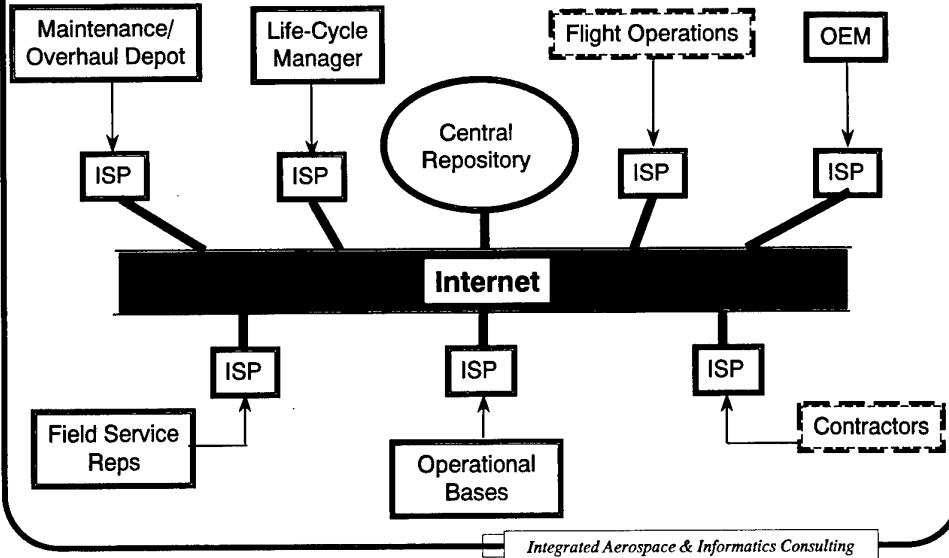 Maintenance/
Overhaul Depot
Life-Cycle
Manager
Flight Operations
OEM
Central
Repository
ISP
ISP
ISP
ISP
Internet
ISP
ISP
ISP
Field Service
Reps
Operational
Bases
Contractors
Integrated Aerospace & Informatics Consulting